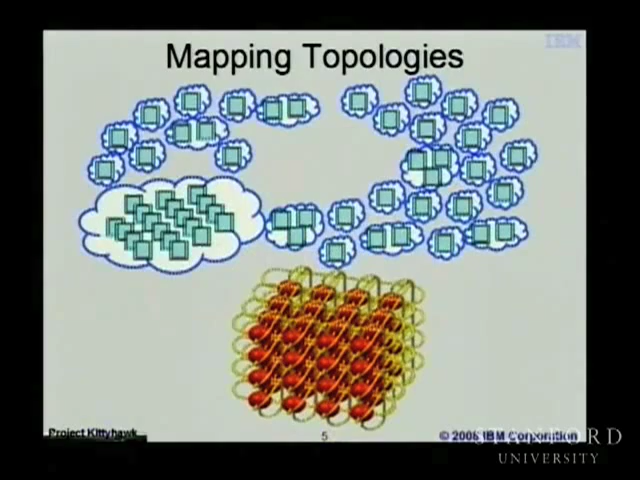 IBM
Mapping Topologies
Project Kittyhawk
5
© 2008 IBM Corporation
STANFORD
UNIVERSITY